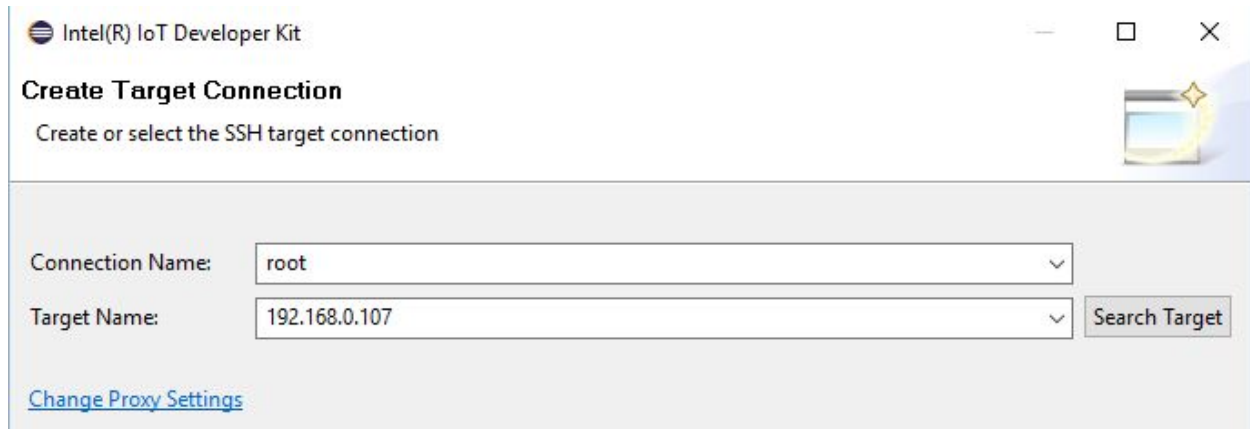 Intel(R) IoT Developer Kit
Create Target Connection
Create or select the SSH target connection
Connection Name: root
Target Name: 192.168.0.107 Search Target
Change Proxy Settings